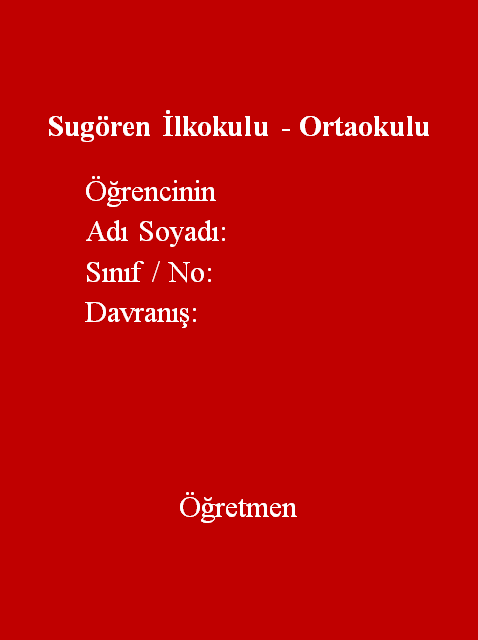 Sugören İlkokulu - Ortaokulu
Öğrencinin
Adı Soyadı:
Sınıf / No:
Davranış:
Öğretmen